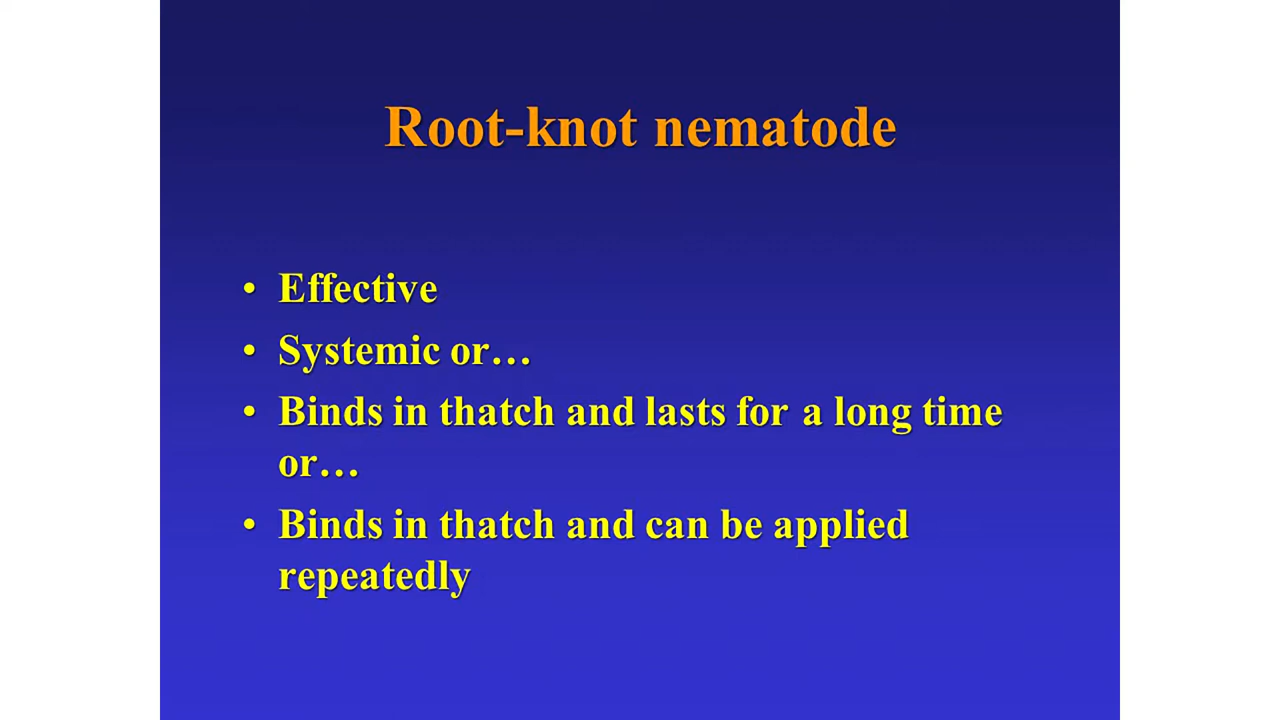 Root-knot nematode
• Effective
• Systemic or…
• Binds in thatch and lasts for a long time
or…
• Binds in thatch and can be applied
repeatedly